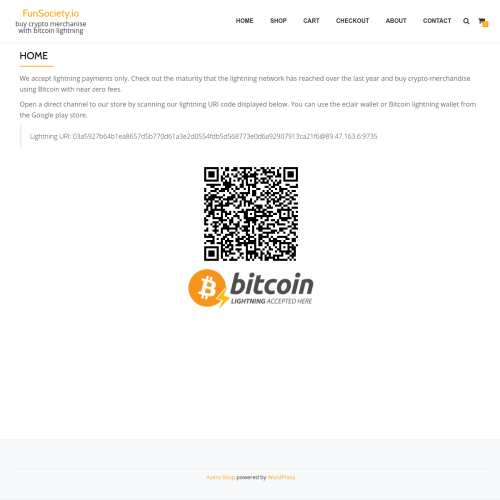 FunSociety.io
buy crypto merchanise
with bitcoin lightning
HOME SHOP CART CHECKOUT ABOUT CONTACT
HOME
We accept lightning payments only. Check out the maturity that the lightning network has reached over the last year and buy crypto-merchandise
using Bitcoin with near zero fees.
Open a direct channel to our store by scanning our lightning URI code displayed below. You can use the eclair wallet or Bitcoin lightning wallet from
the Google play store.
Lightning URI: 03a5927b64b1ea8657d5b770d61a3e2d0554fdb5d568773e0d6a92907913ca21f6@89.47.163.6:9735
bitcoin
LIGHTNING ACCEPTED HERE
Azera Shop powered by WordPress